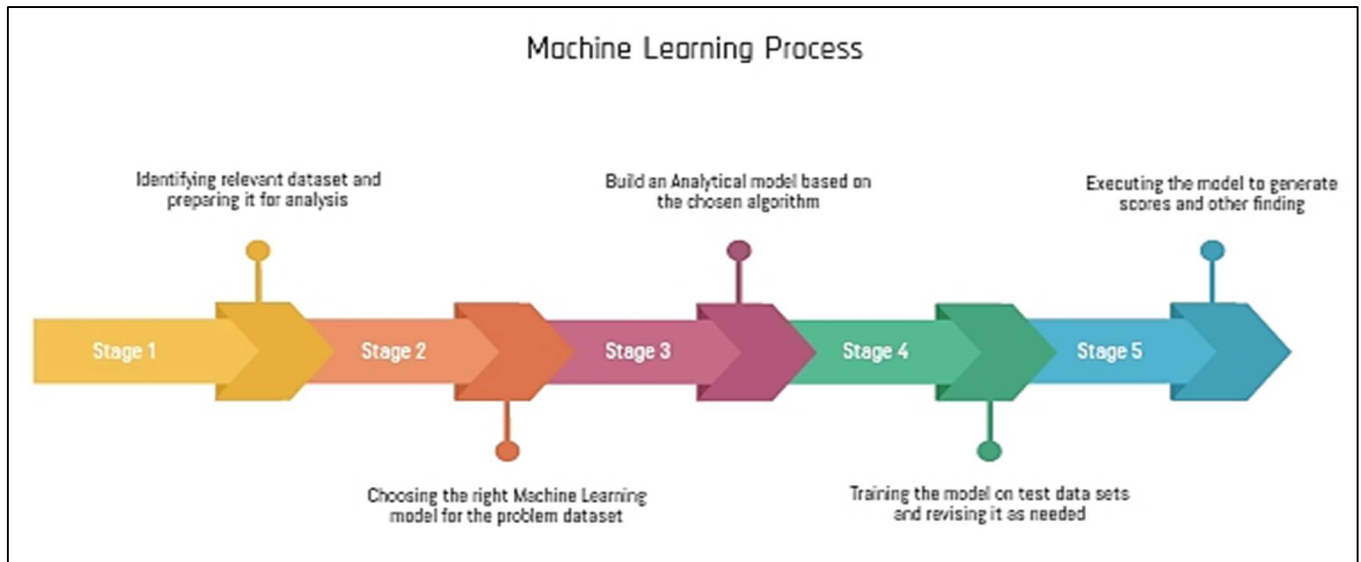 Machine Learning Process
Identifying relevant dataset and
preparing it for analysis
Build an Analytical model based on
the chosen algorithm
Executing the model to generate
scores and other finding
Stage 1
Stage 2
Stage 3
Stage 4
Stage 5
Choosing the right Machine Learning
model for the problem dataset
Training the model on test data sets
and revising it as needed